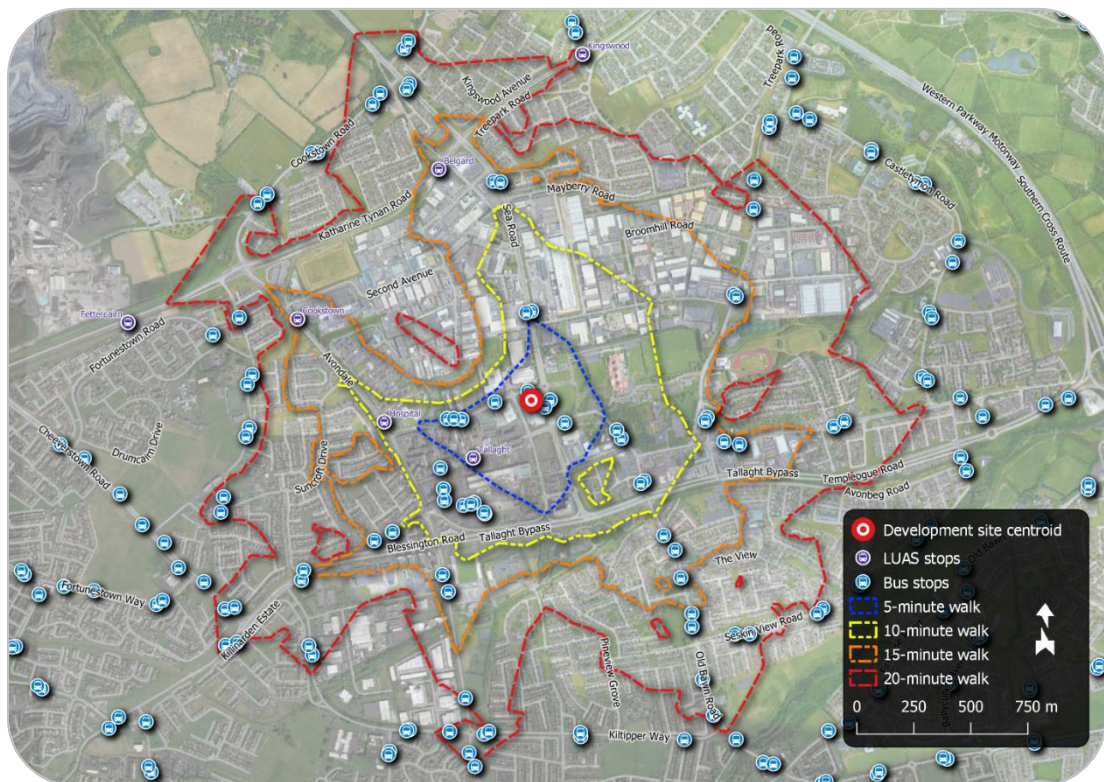 Kingswood
Treepark Road
Kingswood Avenue
Treepark Road
Western Parkway Motorway
Southern Cross Route
Cookstown Road
Belgard
Castletymon Road
Mayberry Road
Katharine Tynan Road
Sea Road
Broomhill Road
Second Avenue
Fettercairn
Cookstown
Fortunestown Road
Avondale
Hospital
Cheeverstown Road
Drumcairn Drive
Suncroft Drive
Tallaght
Tallaght Bypass
Templeogue Road
Avonbeg Road
Tallaght Bypass
Blessington Road
The View
Fortunestown Way
Killinarden Estate
Seskin View Road
Pineview Grove
Old Bawn Road
Kiltipper Way
Development site centroid
LUAS stops
Bus stops
5-minute walk
10-minute walk
15-minute walk
20-minute walk
0 250 500 750 m